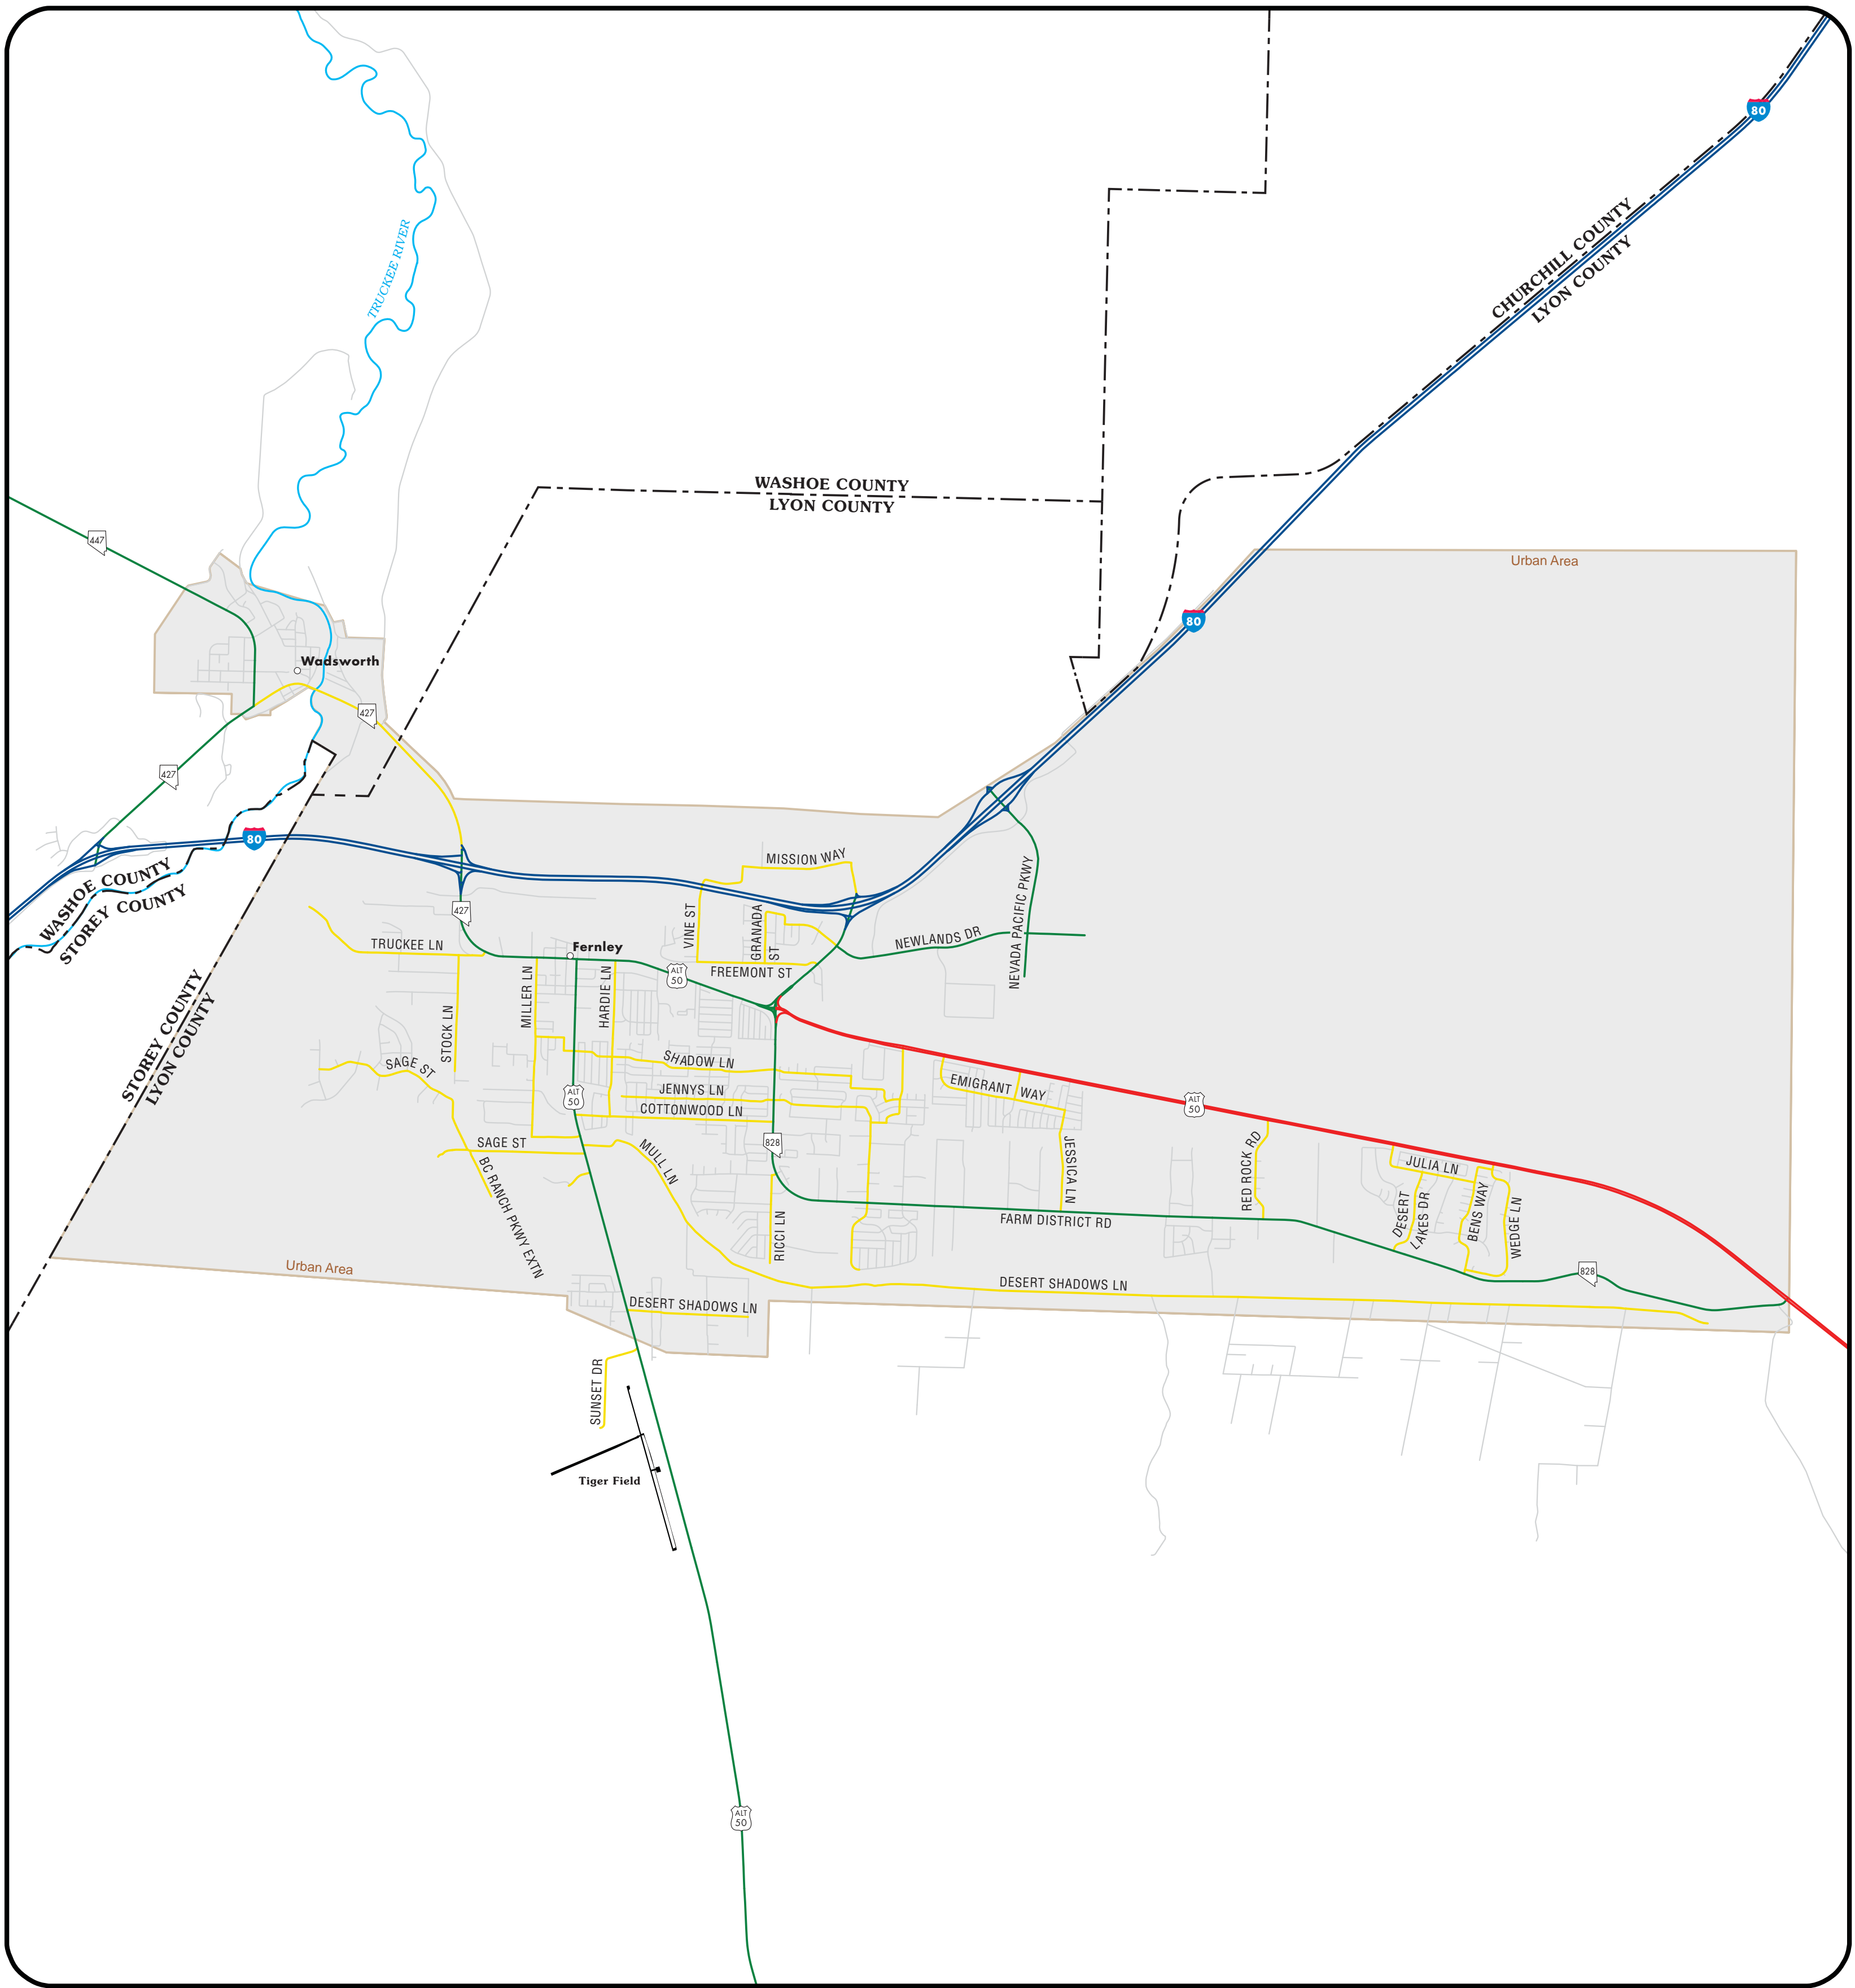 80
CHURCHILL COUNTY
LYON COUNTY
TRUCKEE RIVER
WASHOE COUNTY
LYON COUNTY
447
Urban Area
80
Wadsworth
427
427
80
WASHOE COUNTY
STOREY COUNTY
MISSION WAY
NEVADA PACIFIC PKWY
427
VINE ST
GRANADA
ST
NEWLANDS DR
TRUCKEE LN
Fernley
FREEMONT ST
ALT
50
STOREY COUNTY
LYON COUNTY
MILLER LN
HARDIE LN
STOCK LN
SAGE ST
SHADOW LN
JENNYS LN
COTTONWOOD LN
EMIGRANT WAY
ALT
50
ALT
50
828
SAGE ST
MULL LN
JESSICA LN
RED ROCK RD
JULIA LN
BC RANCH PKWY EXTN
RICCI LN
FARM DISTRICT RD
DESERT
LAKES DR
BENS WAY
WEDGE LN
Urban Area
828
DESERT SHADOWS LN
DESERT SHADOWS LN
SUNSET DR
Tiger Field
ALT
50